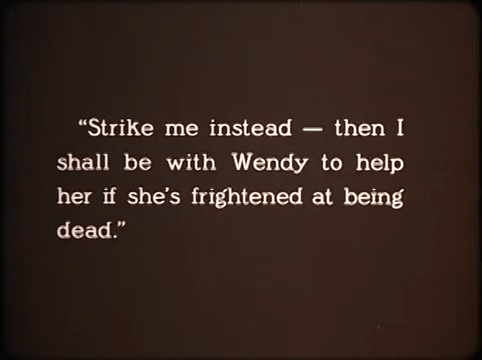 “Strike me instead — then I
shall be with Wendy to help
her if she's frightened at being
dead.”